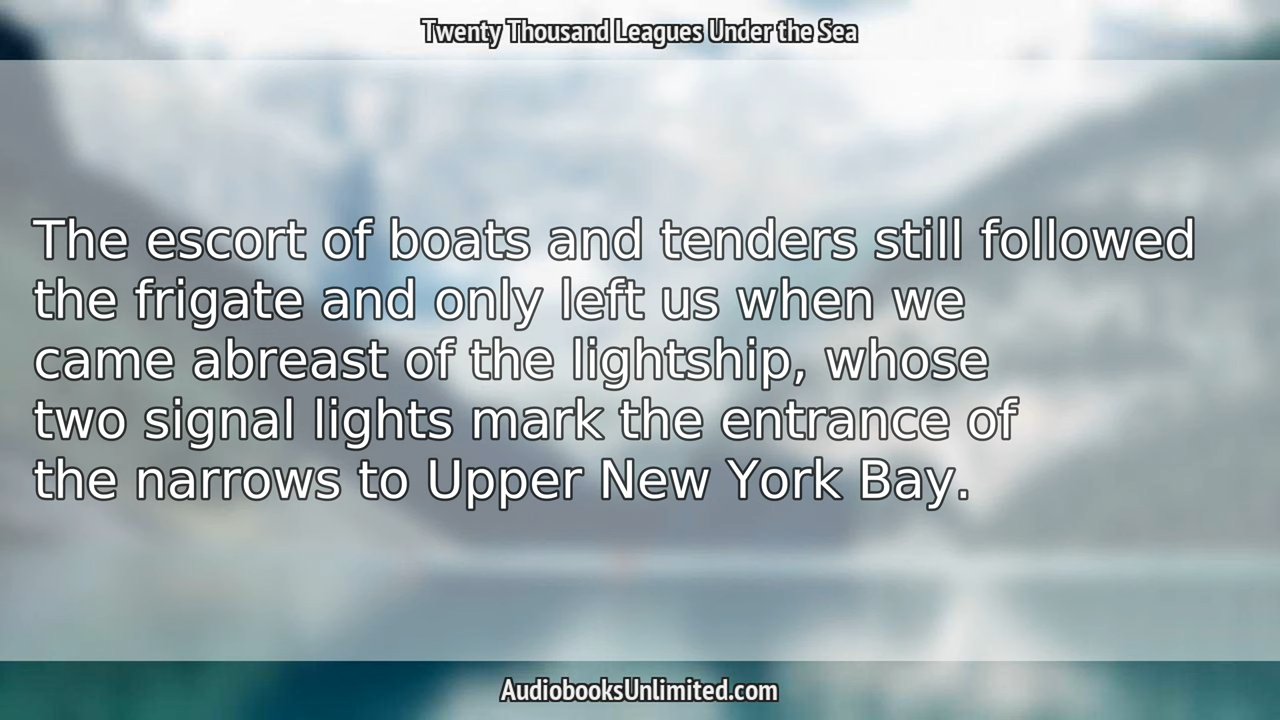 Twenty Thousand Leagues Under the Sea
The escort of boats and tenders still followed
the frigate and only left us when we
came abreast of the lightship, whose
two signal lights mark the entrance of
the narrows to Upper New York Bay.
AudiobooksUnlimited.com